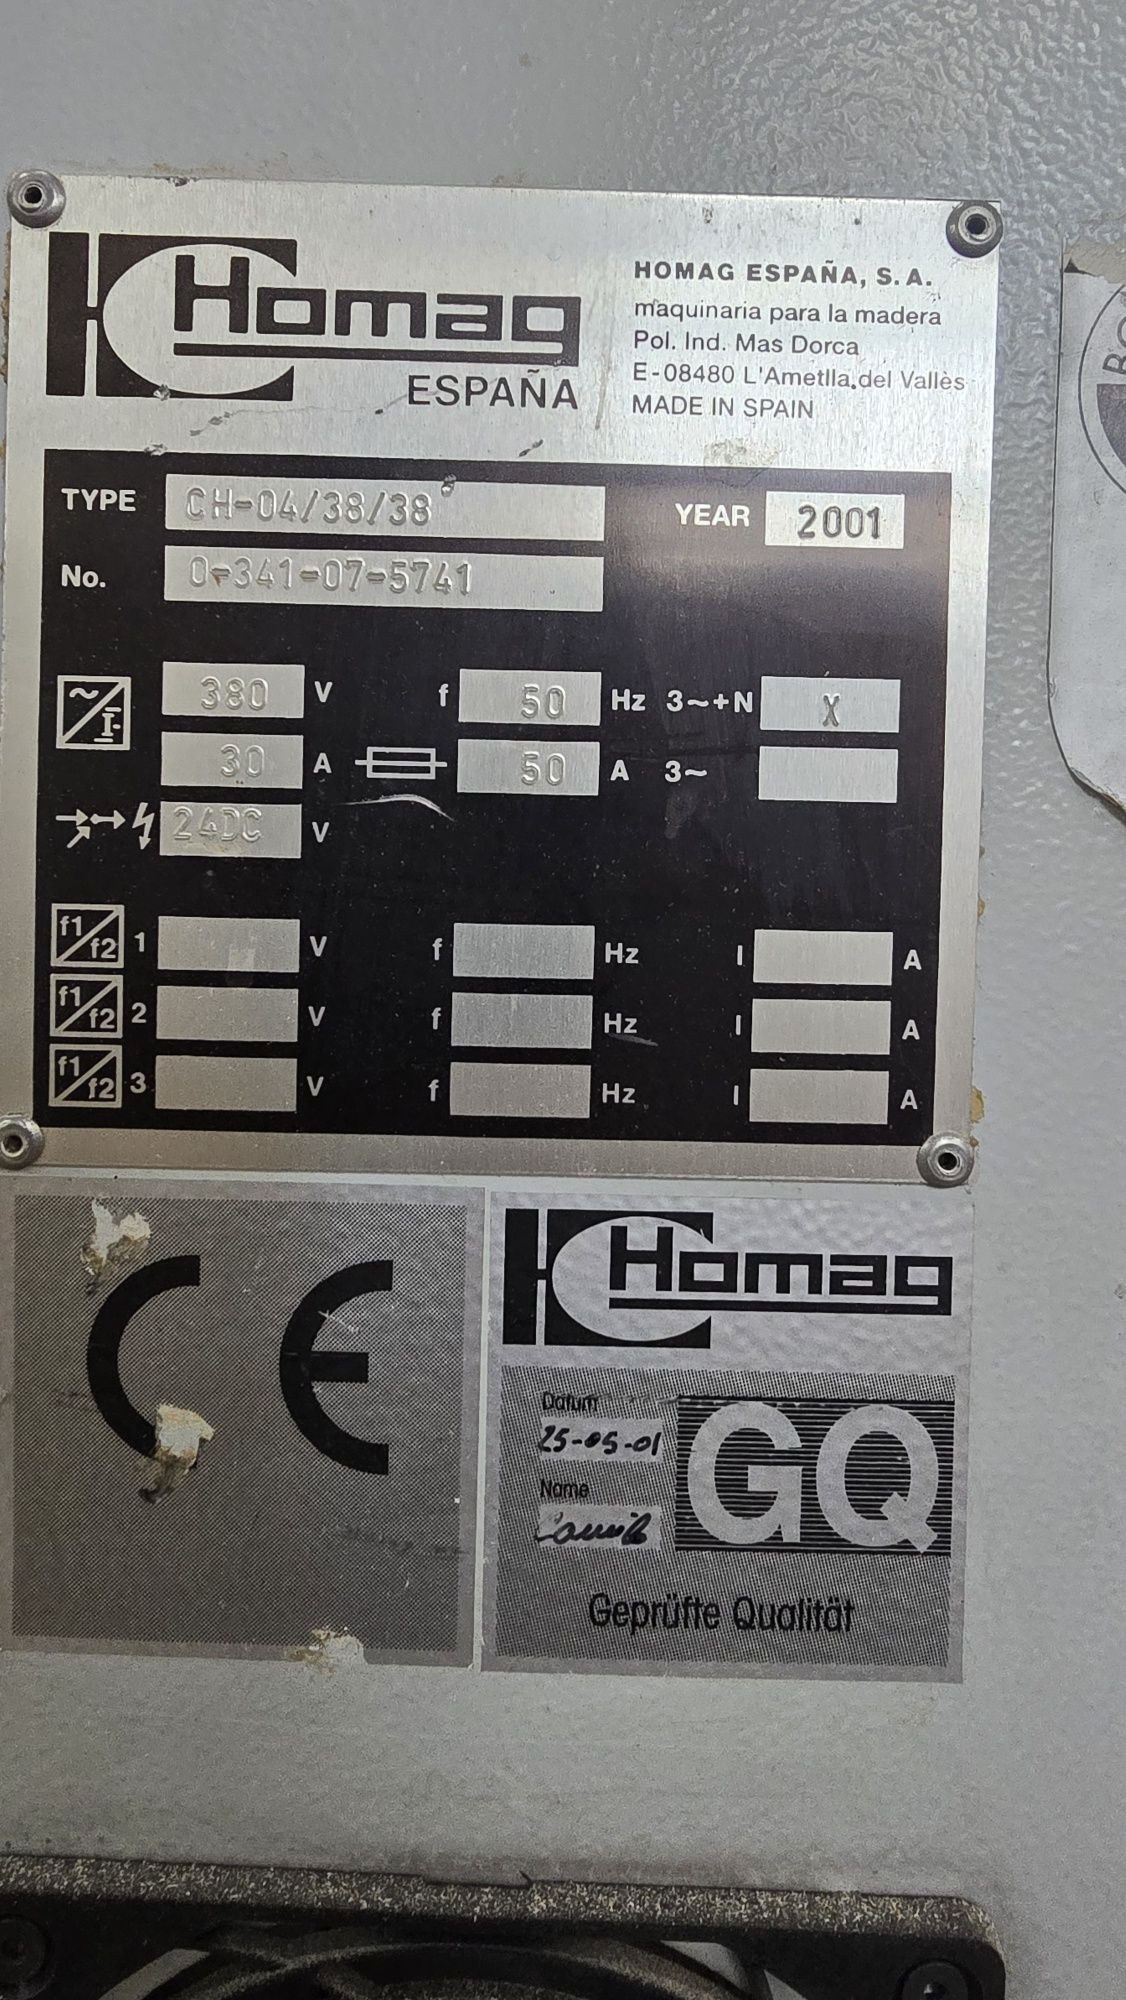 Homag
ESPAÑA
HOMAG ESPAÑA, S.A.
maquinaria para la madera
Pol. Ind. Mas Dorca
E-08480 L'Ametlla del Vallès
MADE IN SPAIN
TYPE CH-04/38/38 YEAR 2001
No. 0-341-07-5741
380 V f 50 Hz 3~+N X
30 A 50 A 3~
24DC V
f1/f2 1 V f Hz I A
f1/f2 2 V f Hz I A
f1/f2 3 V f Hz I A
CE
Homag
Datum
25-05-01
Name
GQ
Geprüfte Qualität